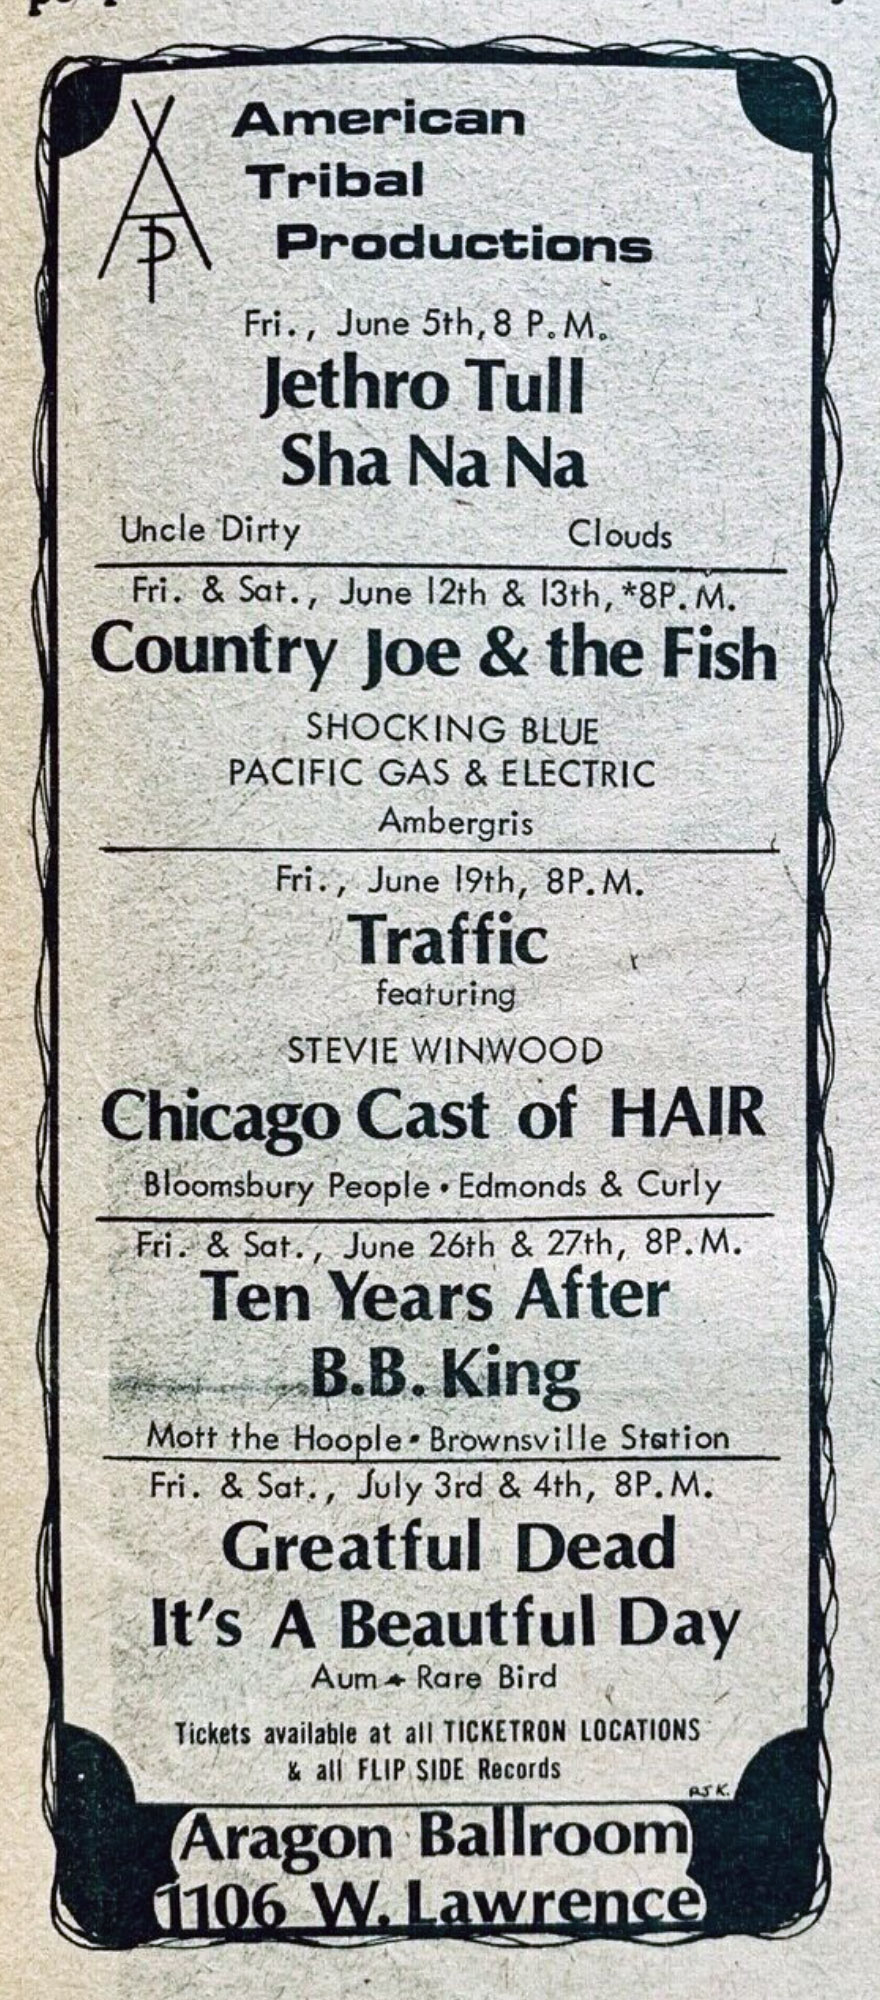 American
Tribal
Productions
ATP
Fri., June 5th, 8 P.M.
Jethro Tull
Sha Na Na
Uncle Dirty Clouds
Fri. & Sat., June 12th & 13th, *8P.M.
Country Joe & the Fish
SHOCKING BLUE
PACIFIC GAS & ELECTRIC
Ambergris
Fri., June 19th, 8P.M.
Traffic
featuring
STEVIE WINWOOD
Chicago Cast of HAIR
Bloomsbury People • Edmonds & Curly
Fri. & Sat., June 26th & 27th, 8P.M.
Ten Years After
B.B. King
Mott the Hoople • Brownsville Station
Fri. & Sat., July 3rd & 4th, 8P.M.
Greatful Dead
It's A Beautful Day
Aum • Rare Bird
Tickets available at all TICKETRON LOCATIONS
& all FLIP SIDE Records
RJK.
Aragon Ballroom
1106 W. Lawrence